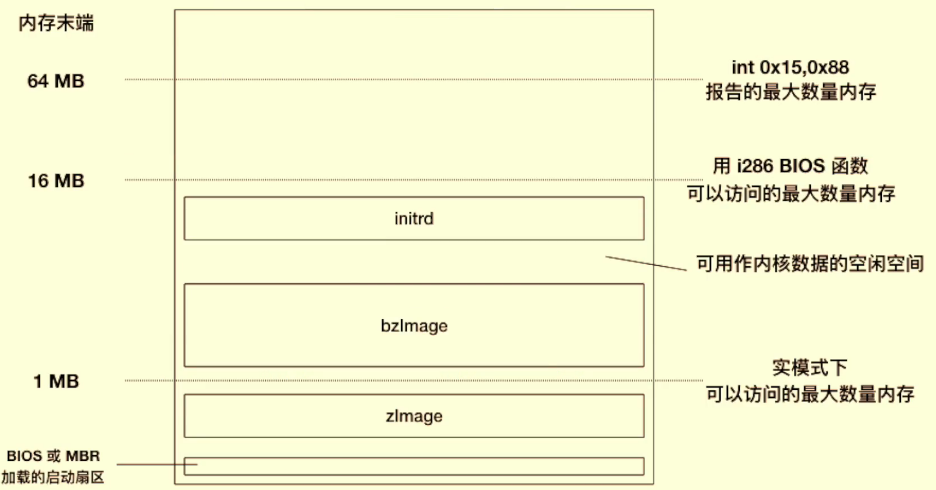 内存末端
64 MB
int 0x15,0x88
报告的最大数量内存
16 MB
用 i286 BIOS 函数
可以访问的最大数量内存
initrd
可用作内核数据的空闲空间
bzImage
1 MB
实模式下
可以访问的最大数量内存
zImage
BIOS 或 MBR
加载的启动扇区